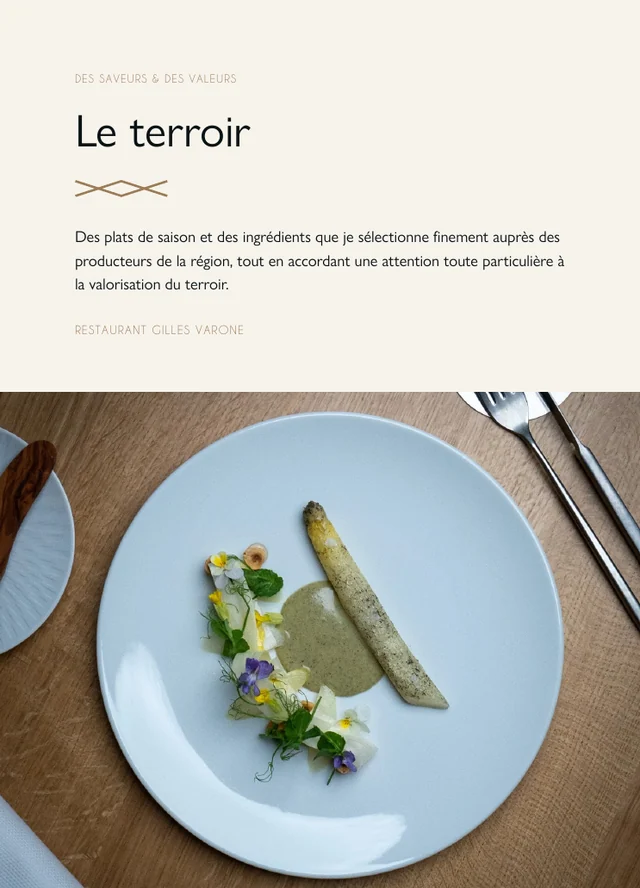 DES SAVEURS & DES VALEURS
Le terroir
Des plats de saison et des ingrédients que je sélectionne finement auprès des
producteurs de la région, tout en accordant une attention toute particulière à
la valorisation du terroir.
RESTAURANT GILLES VARONE